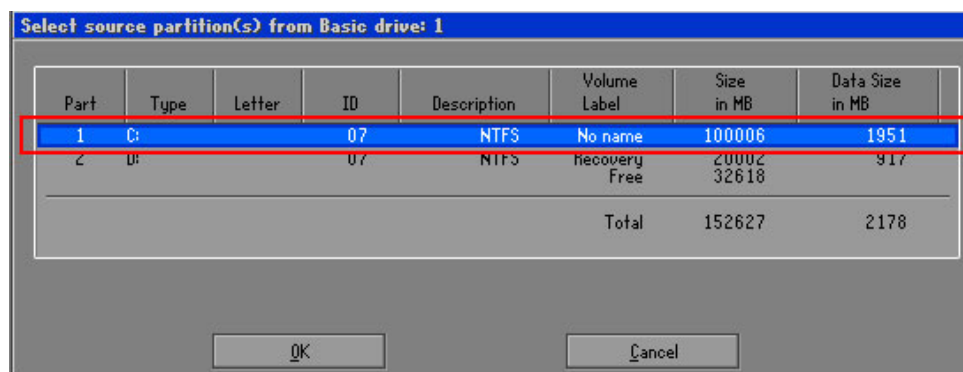 Select source partition(s) from Basic drive: 1
Part Type Letter ID Description Volume Label Size in MB Data Size in MB
1 C: 07 NTFS No name 100006 1951
2 D: 07 NTFS Recovery 20002 917
Free 32618
Total 152627 2178
OK Cancel